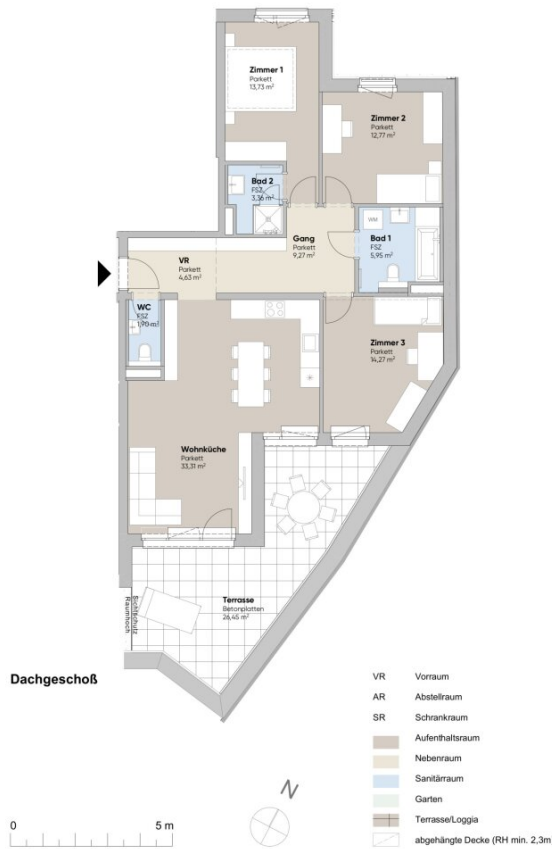 Zimmer 1
Parkett
13,73 m²
Zimmer 2
Parkett
12,77 m²
Bad 2
FSZ
3,36 m²
WM
Gang
Parkett
9,27 m²
Bad 1
FSZ
5,95 m²
VR
Parkett
4,63 m²
WC
FSZ
1,90 m²
Zimmer 3
Parkett
14,27 m²
Wohnküche
Parkett
33,31 m²
Terrasse
Betonplatten
26,45 m²
Sichtschutz
Raumhoch
Dachgeschoß
VR Vorraum
AR Abstellraum
SR Schrankraum
Aufenthaltsraum
Nebenraum
Sanitärraum
Garten
Terrasse/Loggia
abgehängte Decke (RH min. 2,3m
N
0 5 m